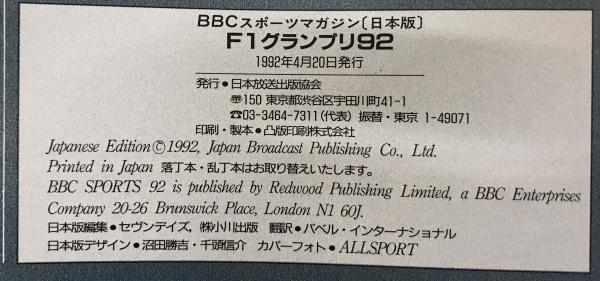 BBCスポーツマガジン〔日本版〕
F1グランプリ92
1992年4月20日発行
発行●日本放送出版協会
〠150 東京都渋谷区宇田川町41-1
☎03-3464-7311(代表) 振替・東京 1-49071
印刷・製本●凸版印刷株式会社
Japanese Edition©1992, Japan Broadcast Publishing Co., Ltd.
Printed in Japan 落丁本・乱丁本はお取り替えいたします。
BBC SPORTS 92 is published by Redwood Publishing Limited, a BBC Enterprises
Company 20-26 Brunswick Place, London N1 60J.
日本版編集●セヴンデイズ，㈱小川出版 翻訳●バベル・インターナショナル
日本版デザイン●沼田勝吉・千頭信介 カバーフォト●ALLSPORT